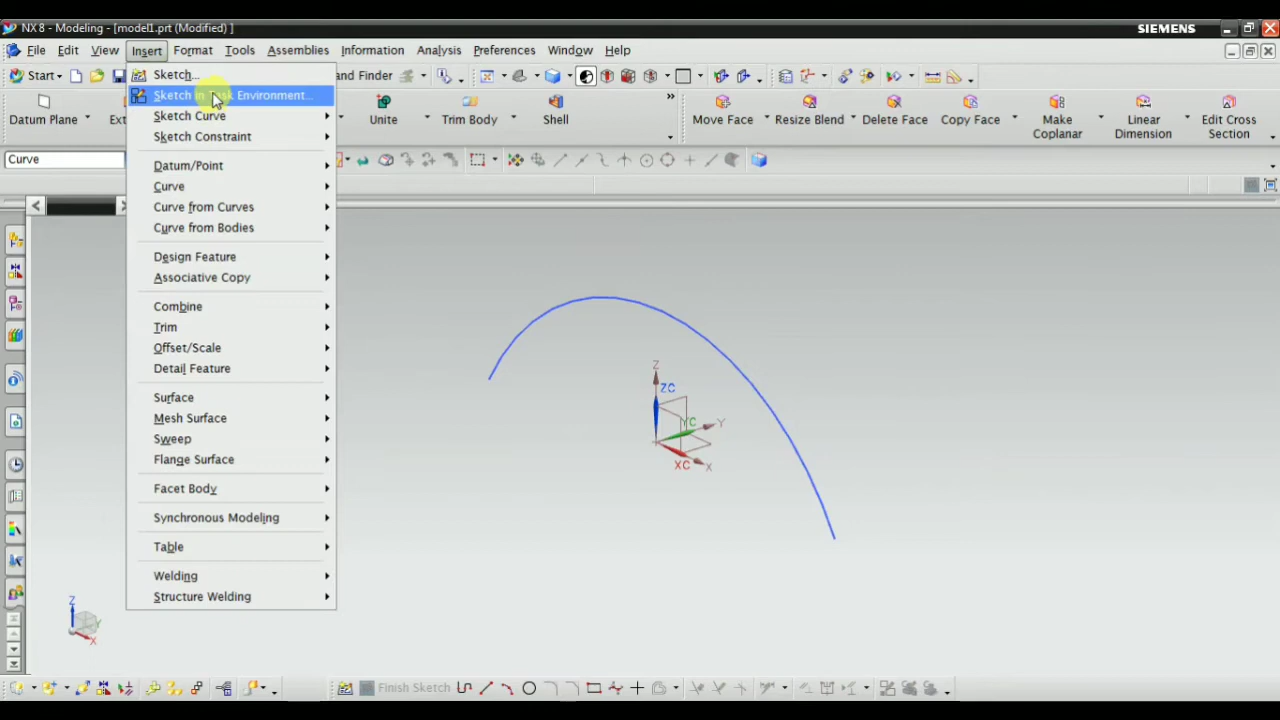 NX 8 - Modeling - [model1.prt (Modified) ]
SIEMENS
File Edit View Insert Format Tools Assemblies Information Analysis Preferences Window Help
Start
and Finder
Sketch...
Sketch in Task Environment...
Sketch Curve
Sketch Constraint
Datum/Point
Curve
Curve from Curves
Curve from Bodies
Design Feature
Associative Copy
Combine
Trim
Offset/Scale
Detail Feature
Surface
Mesh Surface
Sweep
Flange Surface
Facet Body
Synchronous Modeling
Table
Welding
Structure Welding
Datum Plane
Ext
Unite
Trim Body
Shell
Move Face
Resize Blend
Delete Face
Copy Face
Make
Coplanar
Linear
Dimension
Edit Cross
Section
Curve
Z
ZC
YC
Y
XC
X
Z
Y
X
Finish Sketch